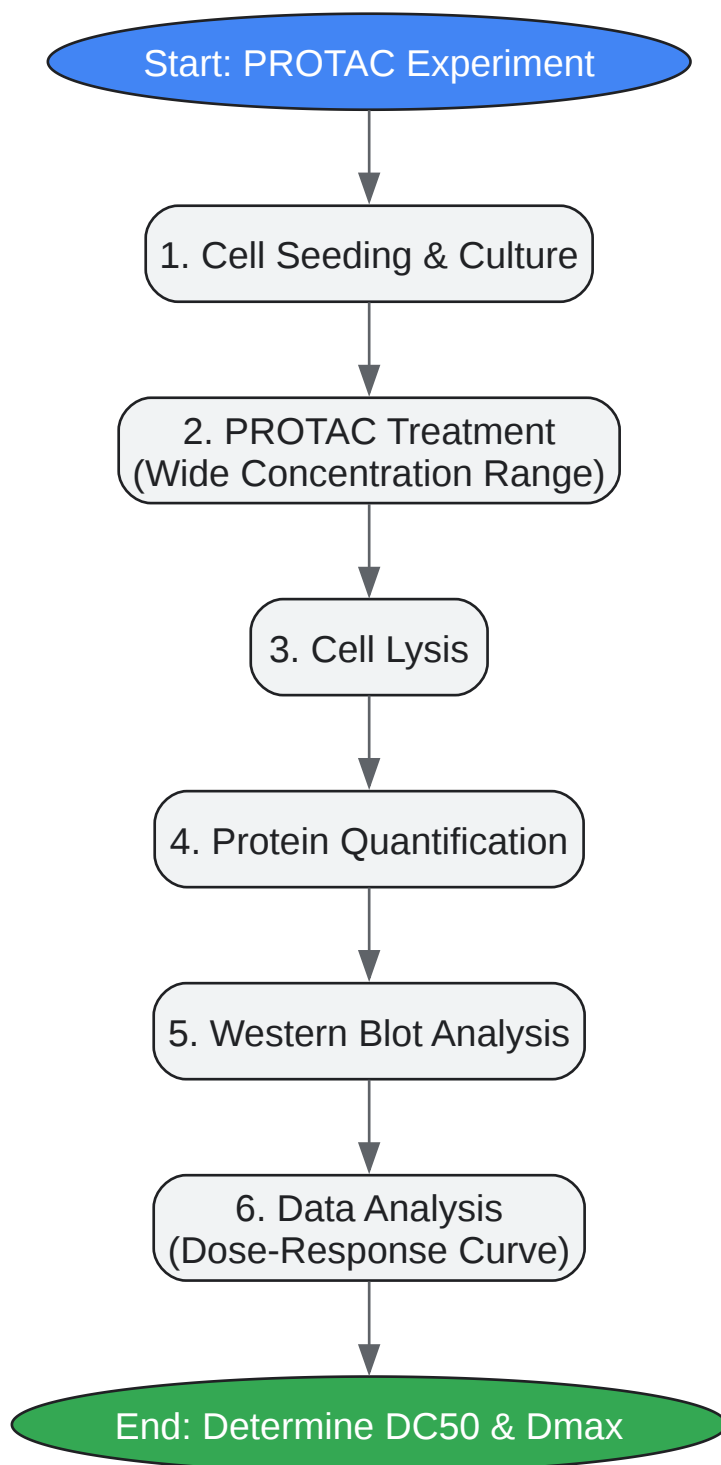 Start: PROTAC Experiment
1. Cell Seeding & Culture
2. PROTAC Treatment
(Wide Concentration Range)
3. Cell Lysis
4. Protein Quantification
5. Western Blot Analysis
6. Data Analysis
(Dose-Response Curve)
End: Determine DC50 & Dmax